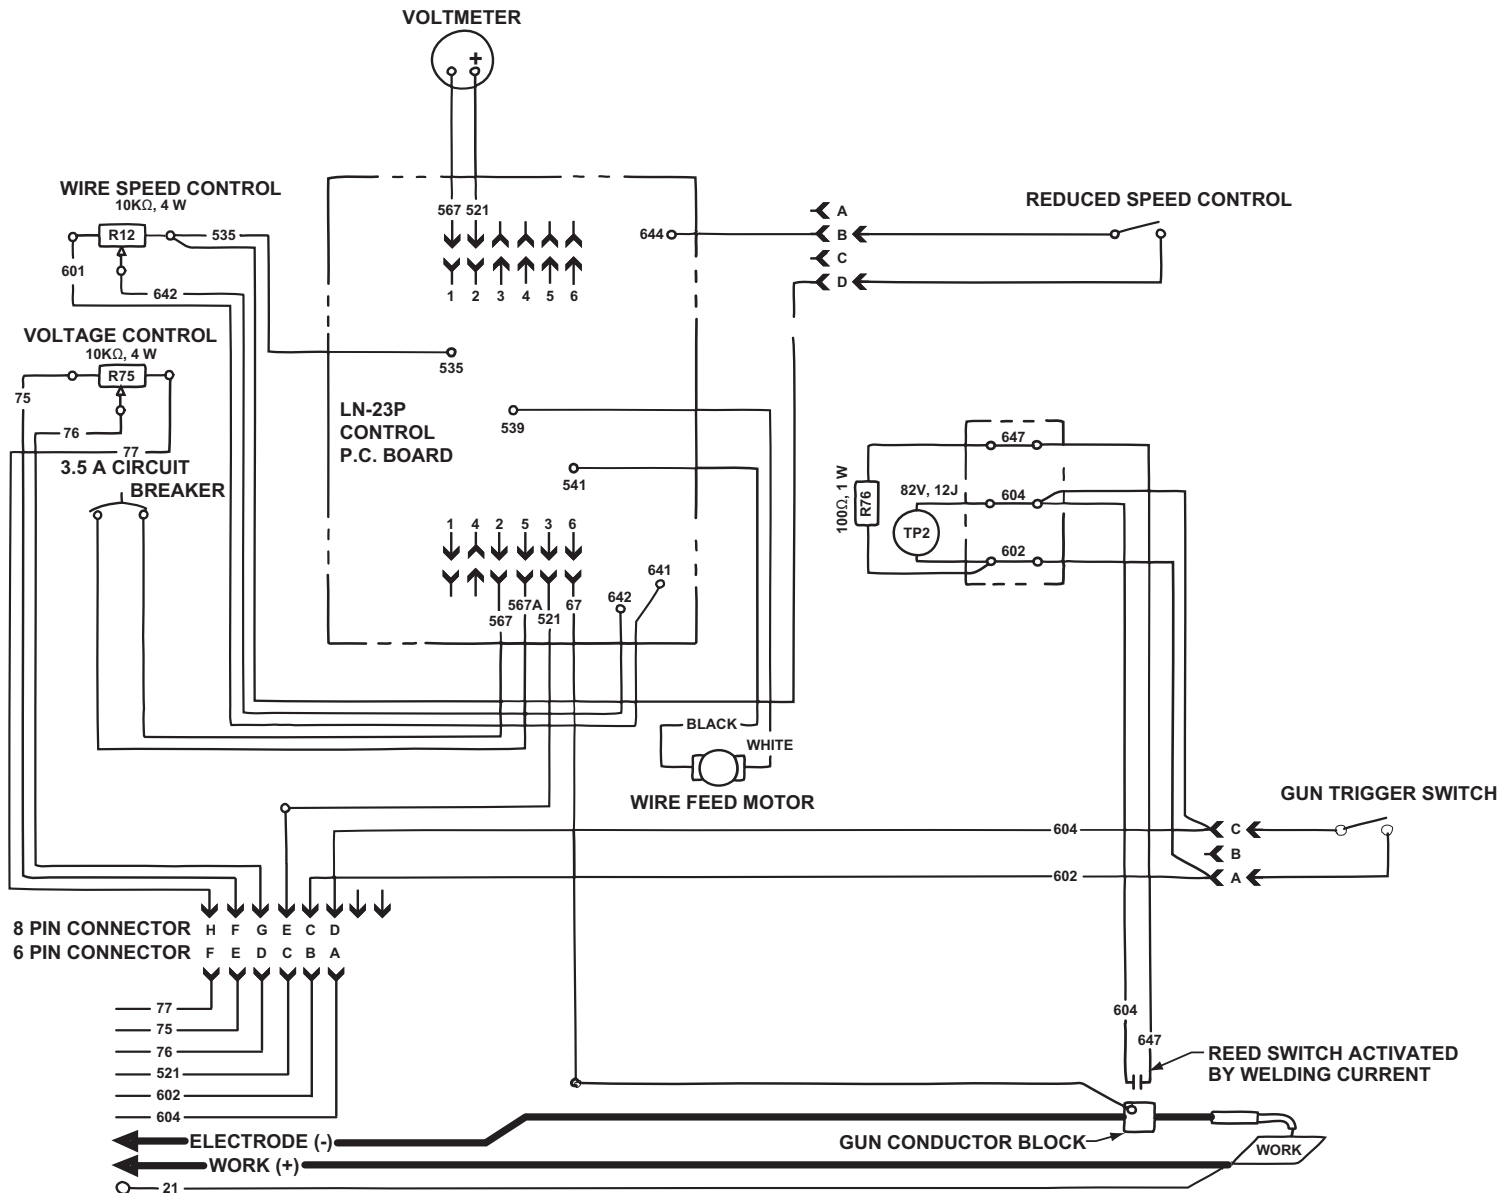 VOLTMETER
+
WIRE SPEED CONTROL
10KΩ, 4 W
R12
535
601
642
567 521
1 2 3 4 5 6
644
A
B
C
D
REDUCED SPEED CONTROL
VOLTAGE CONTROL
10KΩ, 4 W
R75
75
76
77
535
LN-23P
CONTROL
P.C. BOARD
539
541
3.5 A CIRCUIT
BREAKER
1 4 2 5 3 6
567
567A
521
67
642
641
100Ω, 1 W
R76
82V, 12J
TP2
647
604
602
BLACK
WHITE
WIRE FEED MOTOR
GUN TRIGGER SWITCH
604
C
B
602
A
8 PIN CONNECTOR H F G E C D
6 PIN CONNECTOR F E D C B A
77
75
76
521
602
604
604
647
REED SWITCH ACTIVATED
BY WELDING CURRENT
ELECTRODE (-)
GUN CONDUCTOR BLOCK
WORK
WORK (+)
21